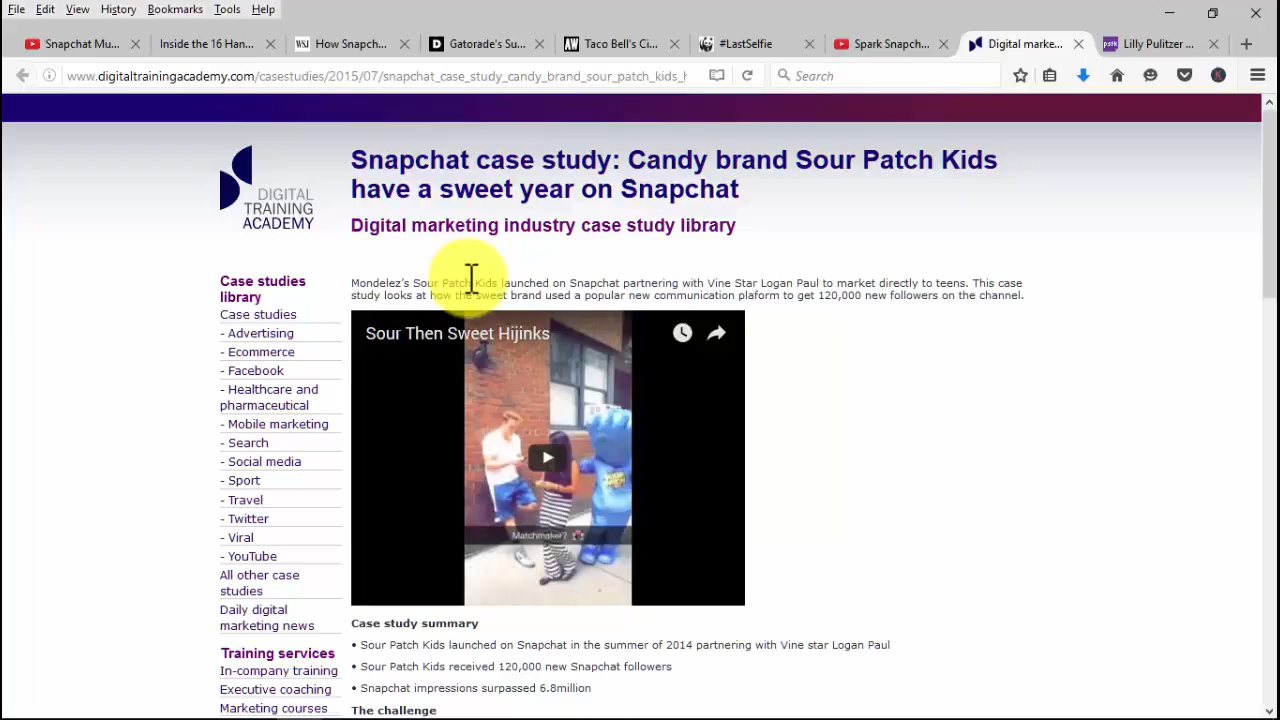 File Edit View History Bookmarks Tools Help
Snapchat Mu...
Inside the 16 Han...
WSJ How Snapch...
D Gatorade's Su...
AW Taco Bell's Ci...
#LastSelfie
Spark Snapch...
Digital marke...
PSFK Lilly Pulitzer ...
www.digitaltrainingacademy.com/casestudies/2015/07/snapchat_case_study_candy_brand_sour_patch_kids_h
Search
DIGITAL
TRAINING
ACADEMY
Snapchat case study: Candy brand Sour Patch Kids
have a sweet year on Snapchat
Digital marketing industry case study library
Case studies
library
Case studies
- Advertising
- Ecommerce
- Facebook
- Healthcare and
pharmaceutical
- Mobile marketing
- Search
- Social media
- Sport
- Travel
- Twitter
- Viral
- YouTube
All other case
studies
Daily digital
marketing news
Training services
In-company training
Executive coaching
Marketing courses
Mondelez's Sour Patch Kids launched on Snapchat partnering with Vine Star Logan Paul to market directly to teens. This case
study looks at how the sweet brand used a popular new communication plaform to get 120,000 new followers on the channel.
Sour Then Sweet Hijinks
Matchmaker?
Case study summary
• Sour Patch Kids launched on Snapchat in the summer of 2014 partnering with Vine star Logan Paul
• Sour Patch Kids received 120,000 new Snapchat followers
• Snapchat impressions surpassed 6.8million
The challenge